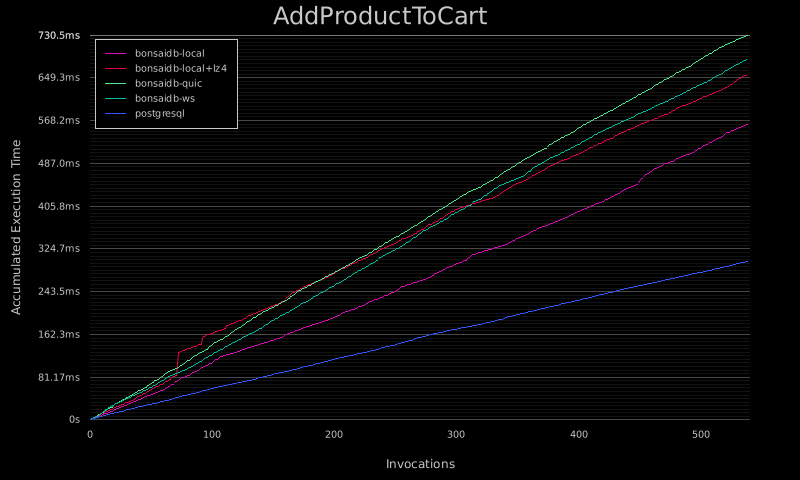 AddProductToCart
730.5ms
649.3ms
568.2ms
487.0ms
405.8ms
324.7ms
243.5ms
162.3ms
81.17ms
0s
bonsaidb-local
bonsaidb-local+lz4
bonsaidb-quic
bonsaidb-ws
postgresql
Accumulated Execution Time
0 100 200 300 400 500
Invocations